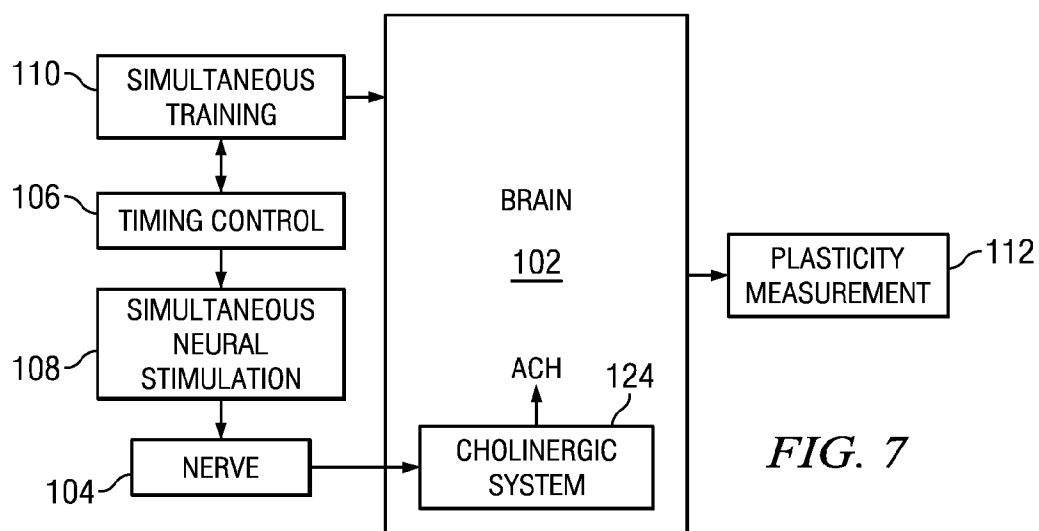 110
SIMULTANEOUS
TRAINING
106
TIMING CONTROL
108
SIMULTANEOUS
NEURAL
STIMULATION
104
NERVE
BRAIN
102
ACH
124
CHOLINERGIC
SYSTEM
PLASTICITY
MEASUREMENT
112
FIG. 7